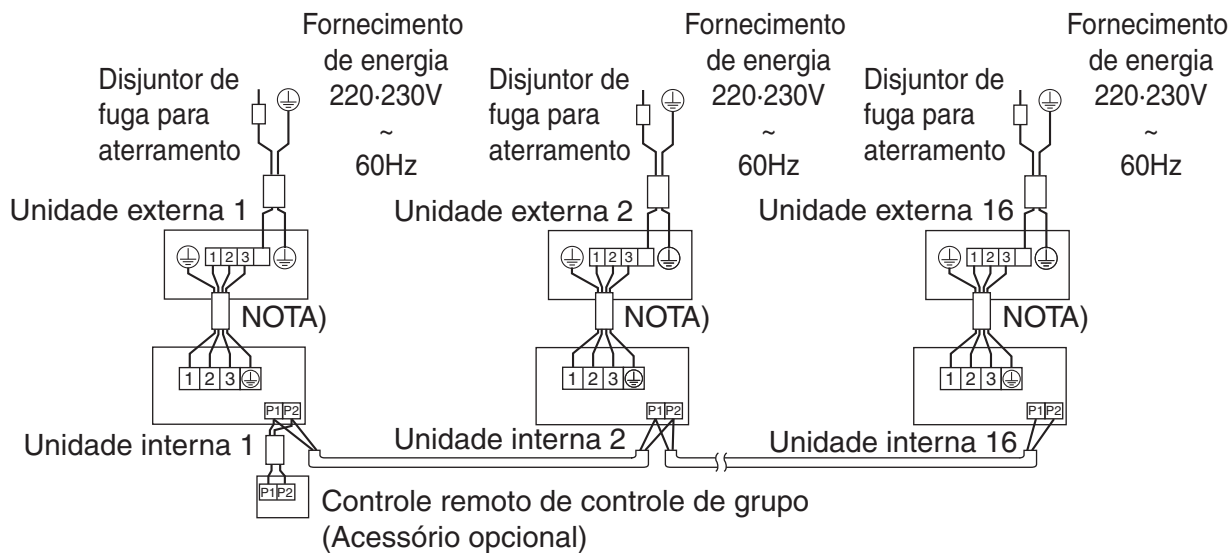 Fornecimento
de energia
220·230V
~
60Hz
Disjuntor de
fuga para
aterramento
Fornecimento
de energia
220·230V
~
60Hz
Disjuntor de
fuga para
aterramento
Fornecimento
de energia
220·230V
~
60Hz
Disjuntor de
fuga para
aterramento
Unidade externa 1
Unidade externa 2
Unidade externa 16
1 2 3
1 2 3
1 2 3
NOTA)
NOTA)
NOTA)
1 2 3
1 2 3
1 2 3
P1 P2
P1 P2
P1 P2
Unidade interna 1
Unidade interna 2
Unidade interna 16
P1 P2
Controle remoto de controle de grupo
(Acessório opcional)